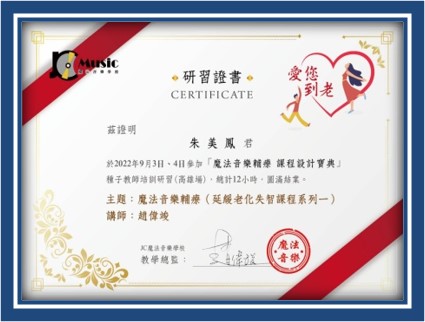 JC Music
愛您
到老
研習證書
CERTIFICATE
茲證明
朱美鳳 君
於2022年9月3日、4日參加「魔法音樂輔療 課程設計寶典」
種子教師培訓研習(高雄場)，總計12小時，圓滿結業。
主題：魔法音樂輔療（延緩老化失智課程系列一）
講師：趙偉竣
JC魔法音樂學校
教學總監：
魔法
音樂